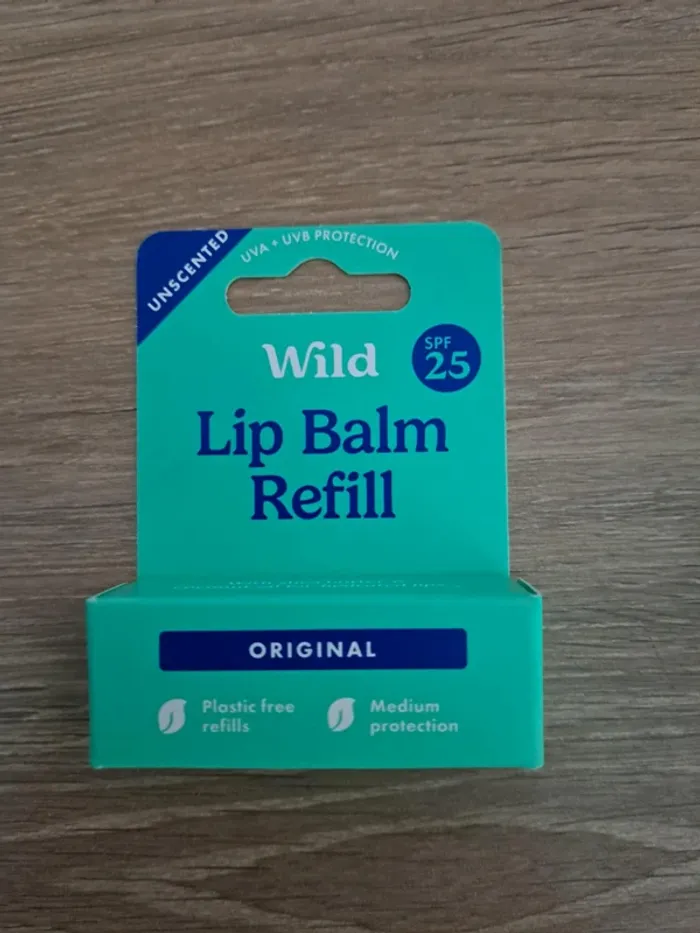 UNSCENTED
UVA + UVB PROTECTION
Wild
SPF
25
Lip Balm
Refill
ORIGINAL
Plastic free
refills
Medium
protection